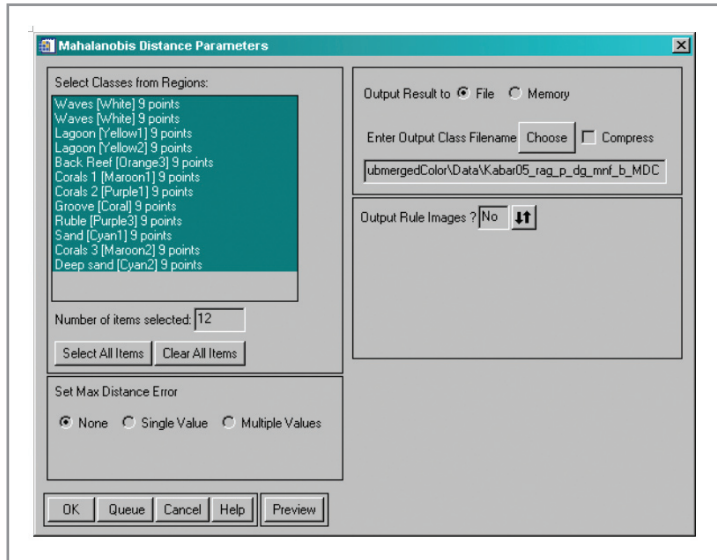 Mahalanobis Distance Parameters
Select Classes from Regions:
Waves [White] 9 points
Waves [White] 9 points
Lagoon [Yellow1] 9 points
Lagoon [Yellow2] 9 points
Back Reef [Orange3] 9 points
Corals 1 [Maroon1] 9 points
Corals 2 [Purple1] 9 points
Groove [Coral] 9 points
Ruble [Purple3] 9 points
Sand [Cyan1] 9 points
Corals 3 [Maroon2] 9 points
Deep sand [Cyan2] 9 points
Number of items selected: 12
Select All Items Clear All Items
Set Max Distance Error
None Single Value Multiple Values
OK Queue Cancel Help Preview
Output Result to File Memory
Enter Output Class Filename Choose Compress
ubmergedColor\Data\Kabar05_rag_p_dg_mnf_b_MDC
Output Rule Images ? No